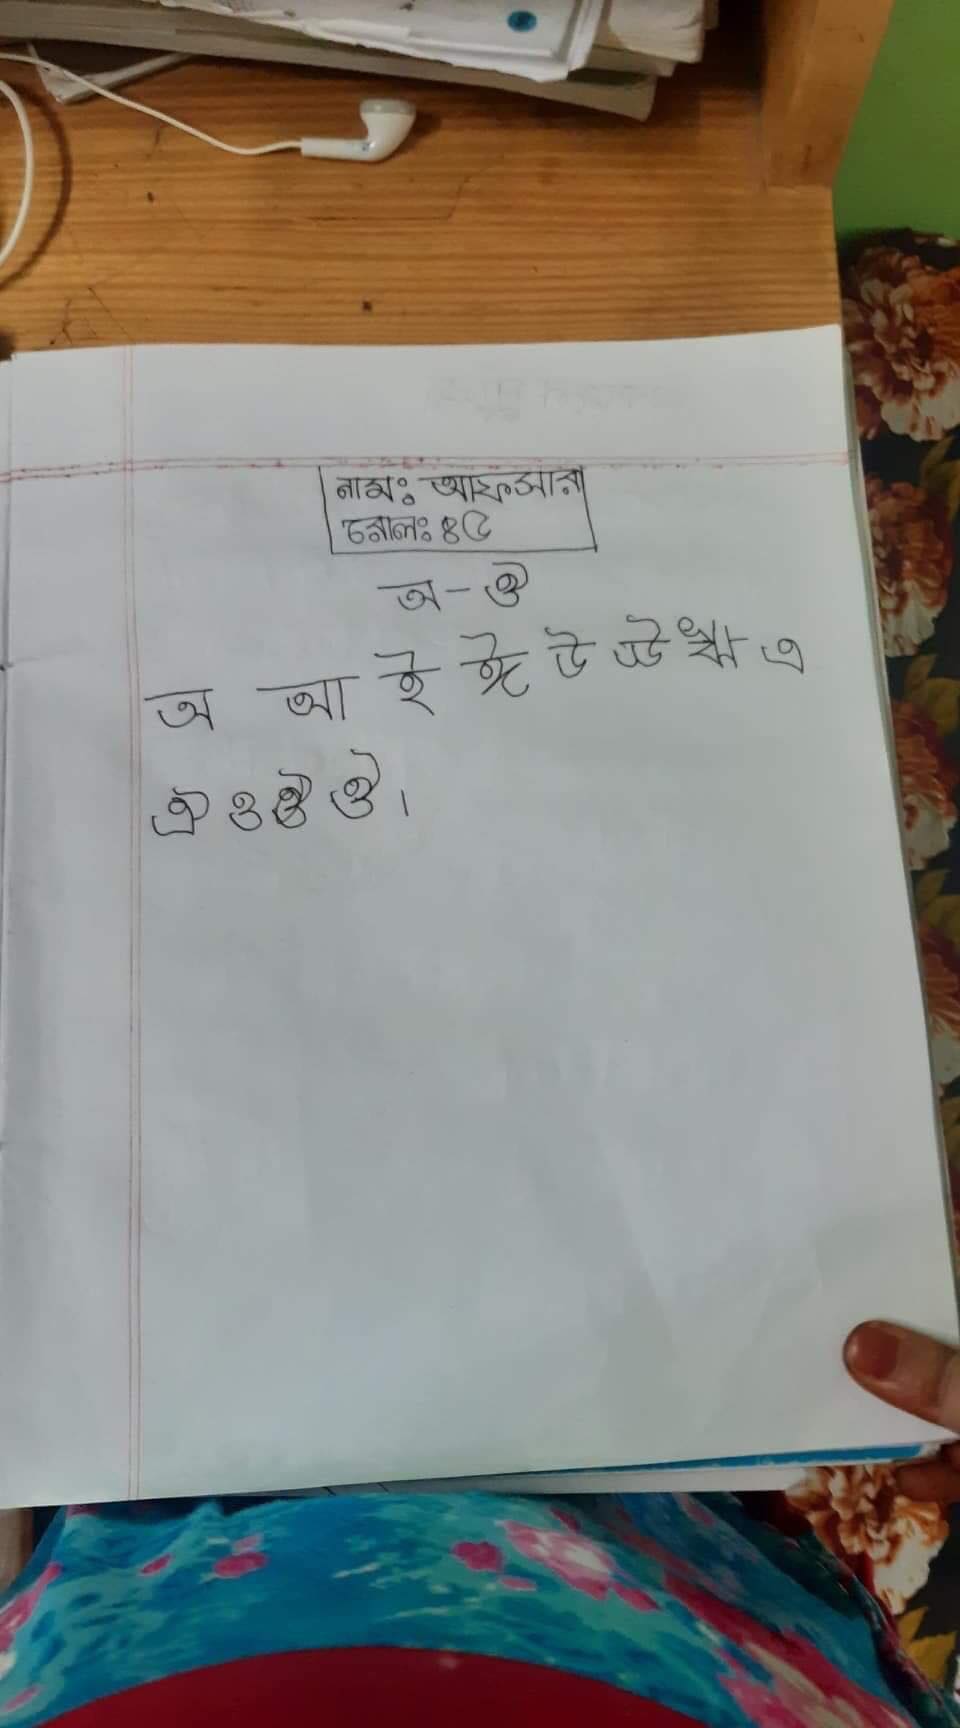 নামঃ আফসার
রোলঃ ৪৫
অ-ঔ
অ আ ই ঈ উ ঊ ঋ এ
ঐ ও ঔ।